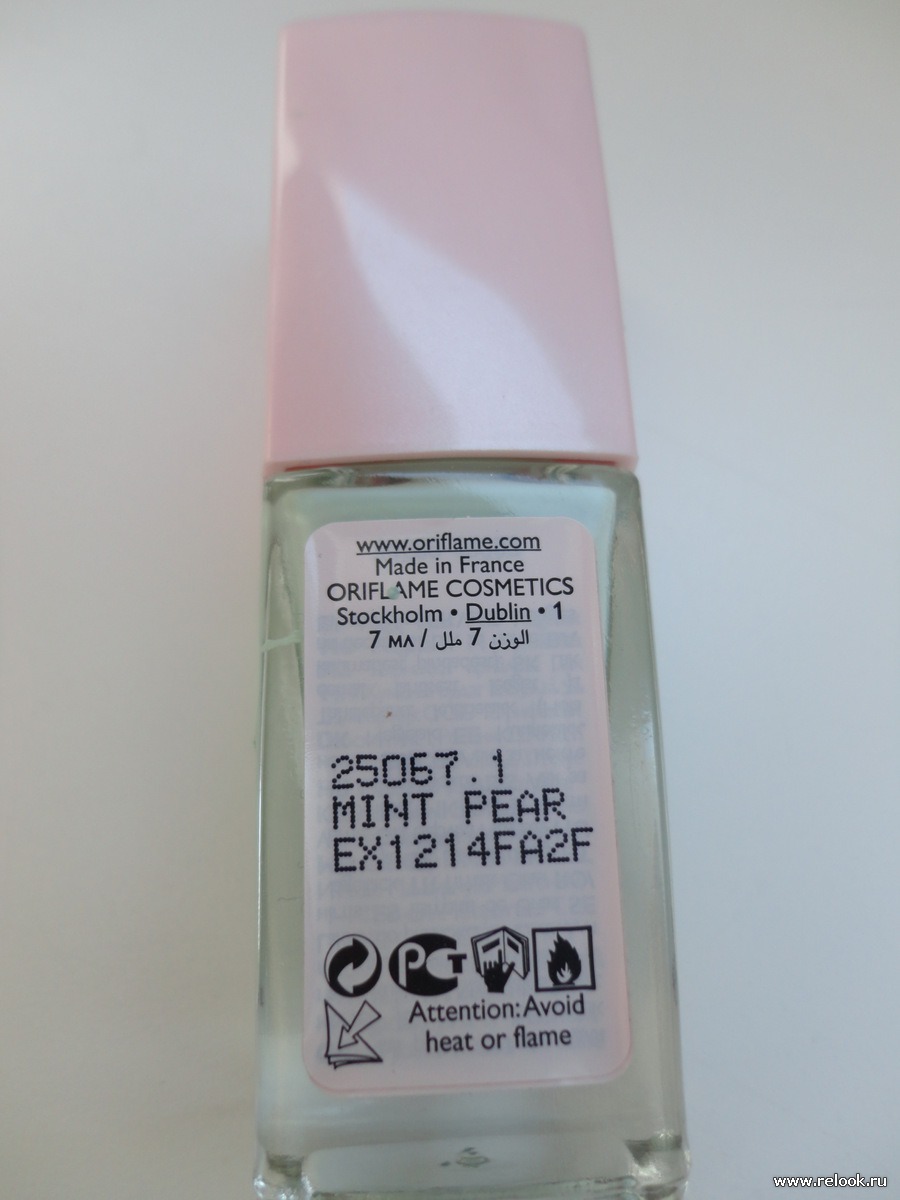 www.oriflame.com
Made in France
ORIFLAME COSMETICS
Stockholm • Dublin • 1
7 мл / الوزن 7 ملل
25067.1
MINT PEAR
EX1214FA2F
РСТ
Attention: Avoid
heat or flame
www.relook.ru